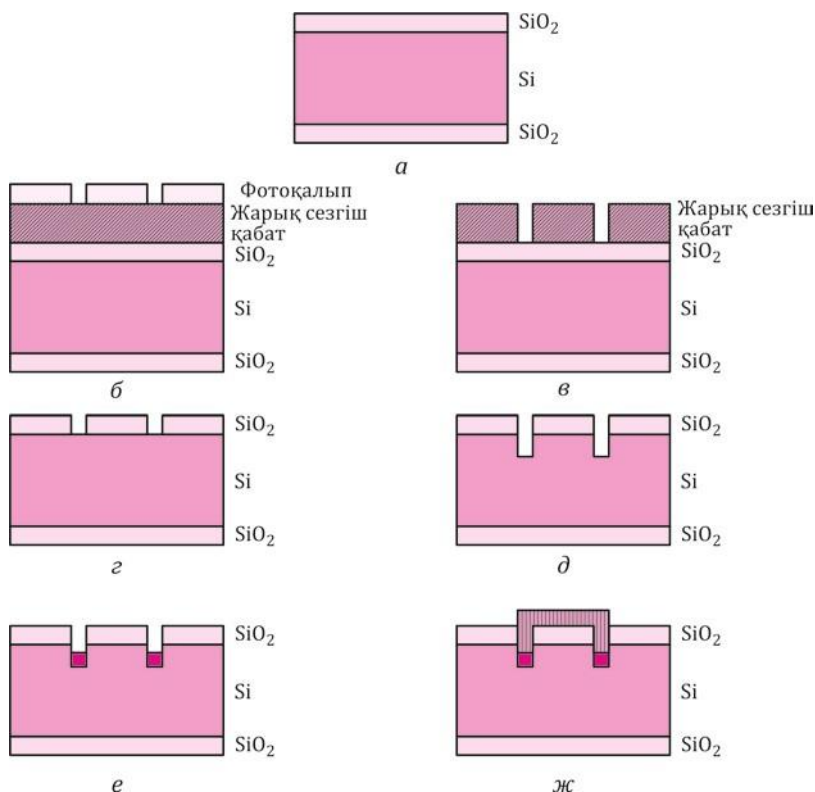 SiO₂
Si
SiO₂
а
Фотоқалып
Жарық сезгіш
қабат
SiO₂
Si
SiO₂
б
Жарық сезгіш
қабат
SiO₂
Si
SiO₂
в
SiO₂
Si
SiO₂
г
SiO₂
Si
SiO₂
д
SiO₂
Si
SiO₂
е
SiO₂
Si
SiO₂
ж